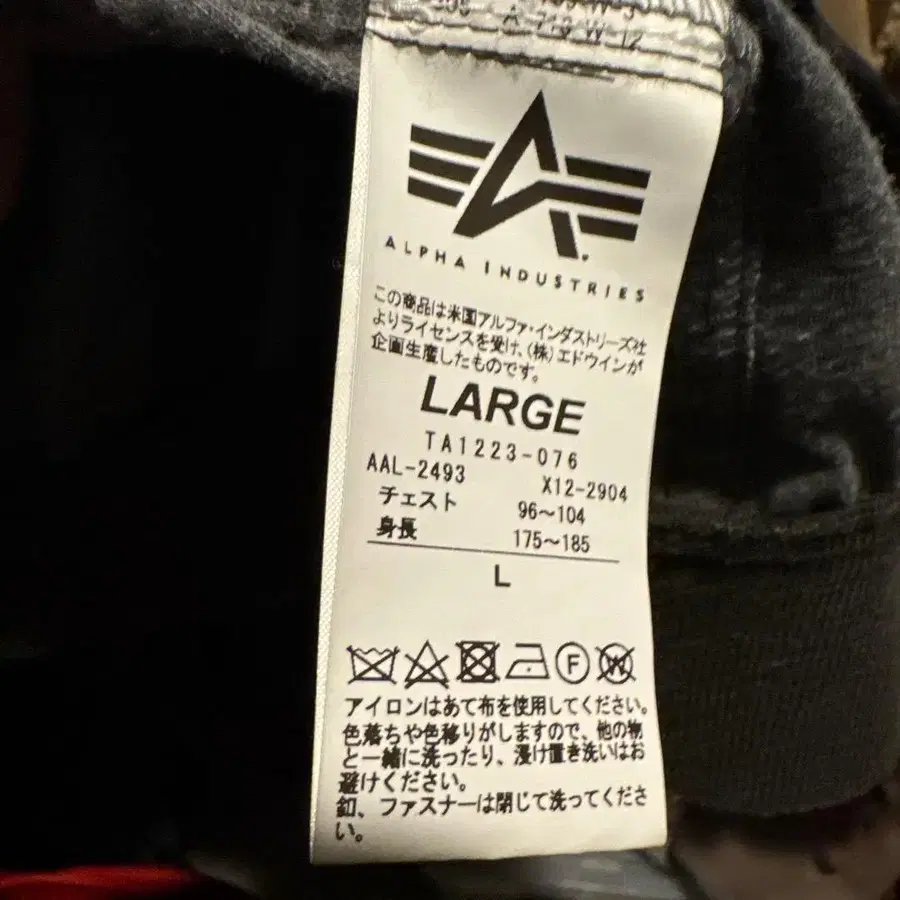 ALPHA INDUSTRIES
この商品は米国アルファ・インダストリーズ社
よりライセンスを受け、(株)エドウインが
企画生産したものです。
LARGE
TA1223-076
AAL-2493 X12-2904
チェスト 96～104
身長 175～185
L
F W
アイロンはあて布を使用してください。
色落ちや色移りがしますので、他の物
と一緒に洗ったり、浸け置き洗いはお
避けください。
釦、ファスナーは閉じて洗ってくださ
い。